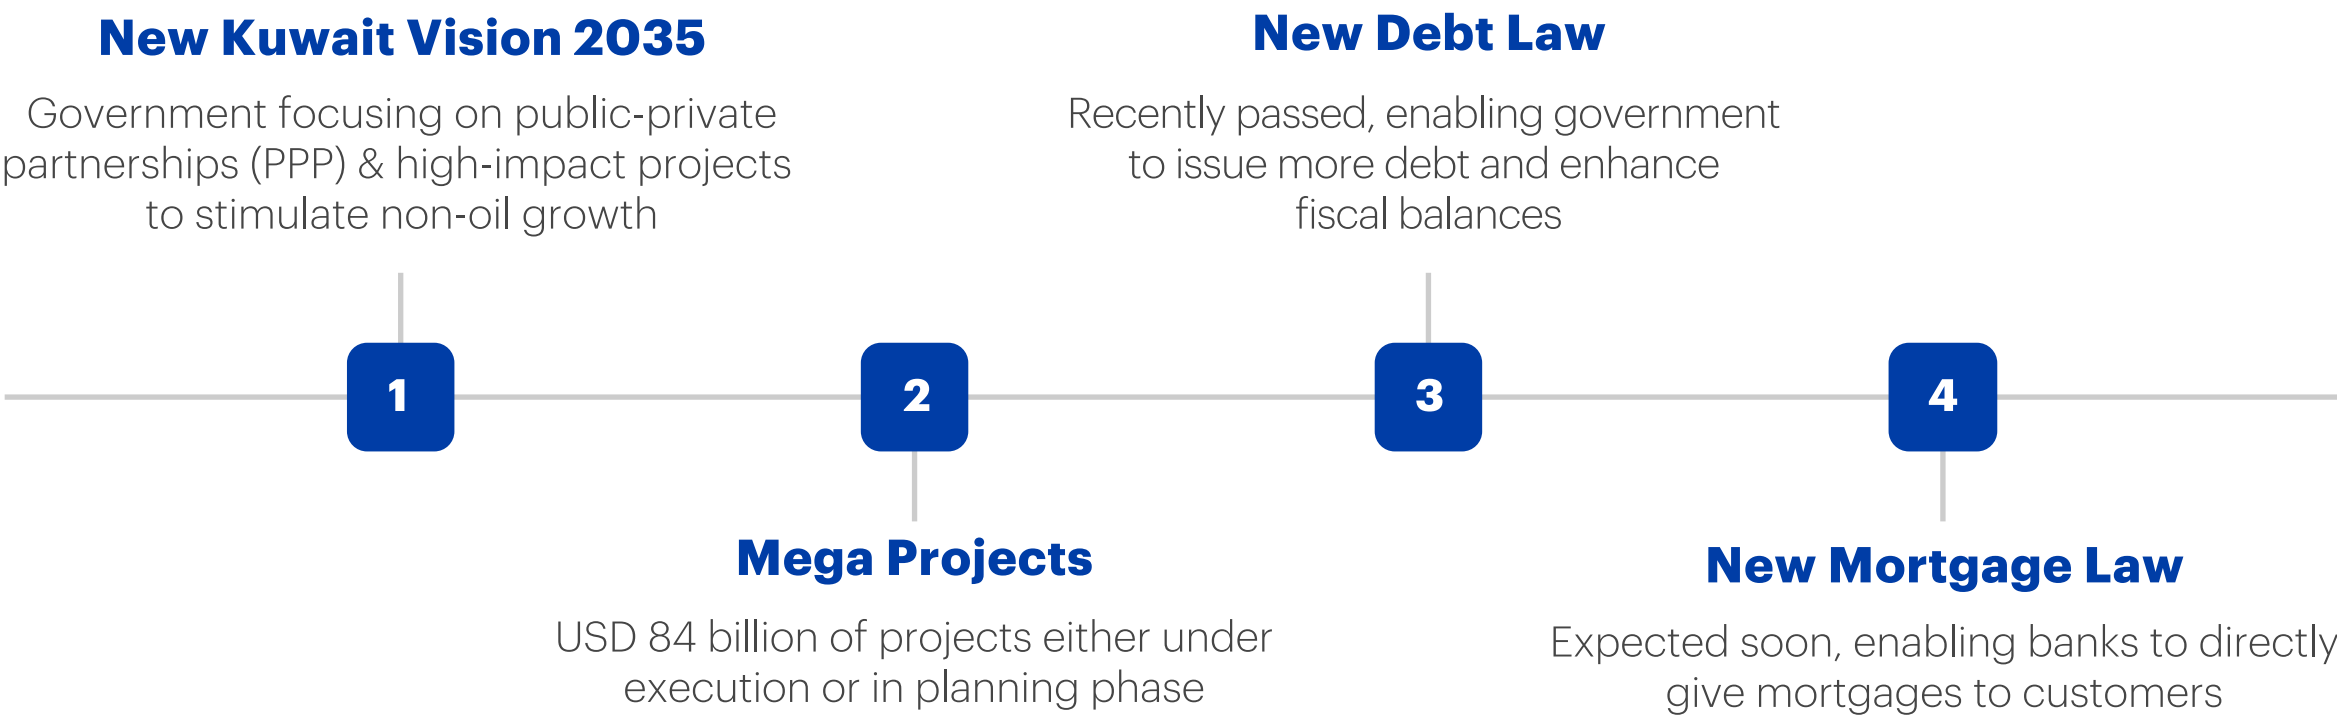 New Kuwait Vision 2035
Government focusing on public-private
partnerships (PPP) & high-impact projects
to stimulate non-oil growth
New Debt Law
Recently passed, enabling government
to issue more debt and enhance
fiscal balances
1
2
3
4
Mega Projects
USD 84 billion of projects either under
execution or in planning phase
New Mortgage Law
Expected soon, enabling banks to directly
give mortgages to customers